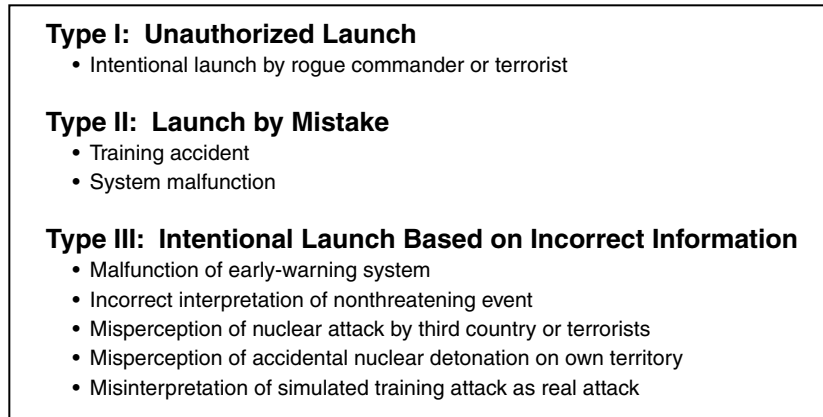 Type I:  Unauthorized Launch
• Intentional launch by rogue commander or terrorist
Type II:  Launch by Mistake
• Training accident
• System malfunction
Type III:  Intentional Launch Based on Incorrect Information
• Malfunction of early-warning system
• Incorrect interpretation of nonthreatening event
• Misperception of nuclear attack by third country or terrorists
• Misperception of accidental nuclear detonation on own territory
• Misinterpretation of simulated training attack as real attack